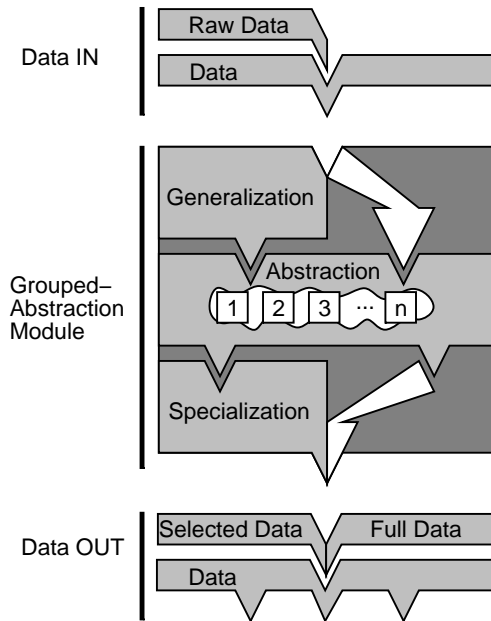 Raw Data
Data IN
Data
Generalization
Abstraction
Grouped–
Abstraction
Module
1 2 3 ... n
Specialization
Selected Data Full Data
Data OUT
Data